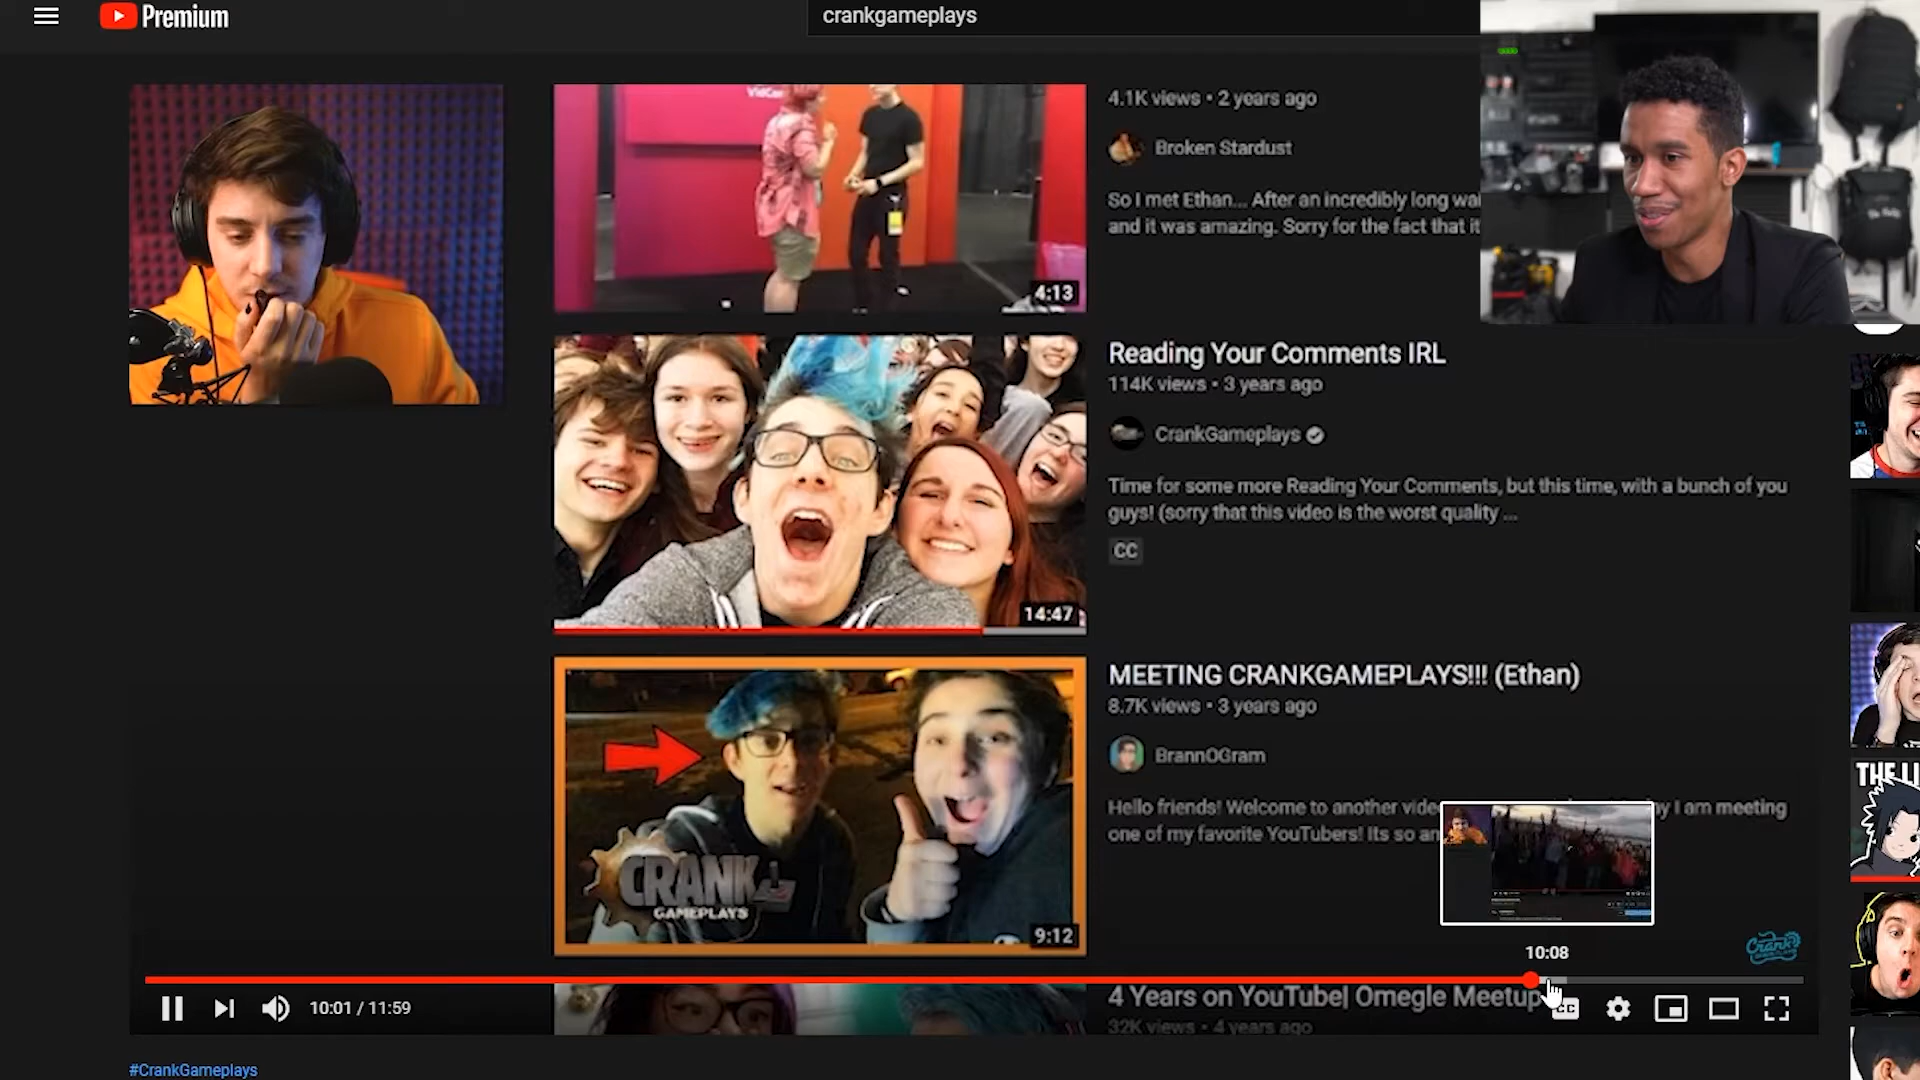 Premium
crankgameplays
VidCon
4.1K views • 2 years ago
Broken Stardust
So I met Ethan... After an incredibly long wai
and it was amazing. Sorry for the fact that it
4:13
Reading Your Comments IRL
114K views • 3 years ago
CrankGameplays
Time for some more Reading Your Comments, but this time, with a bunch of you
guys! (sorry that this video is the worst quality ...
CC
14:47
MEETING CRANKGAMEPLAYS!!! (Ethan)
8.7K views • 3 years ago
BrannOGram
Hello friends! Welcome to another vide
y I am meeting
one of my favorite YouTubers! Its so an
CRANK
GAMEPLAYS
9:12
THE LI
10:08
Crank
10:01 / 11:59
CC
4 Years on YouTube| Omegle Meetup
32K views • 4 years ago
#CrankGameplays